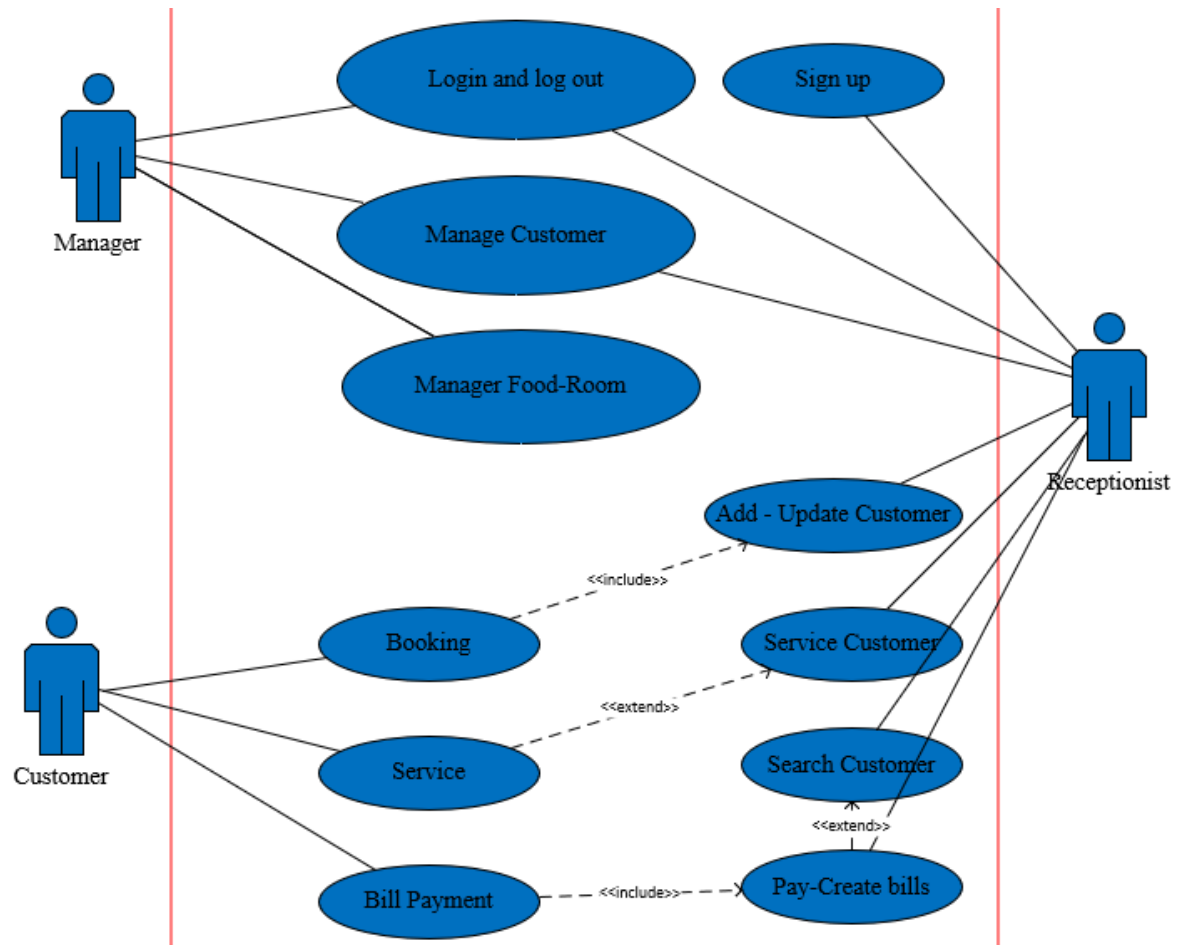 Login and log out
Sign up
Manager
Manage Customer
Manager Food-Room
Receptionist
Add - Update Customer
<<include>>
Booking
Service Customer
<<extend>>
Customer
Service
Search Customer
<<extend>>
Bill Payment
<<include>>
Pay-Create bills